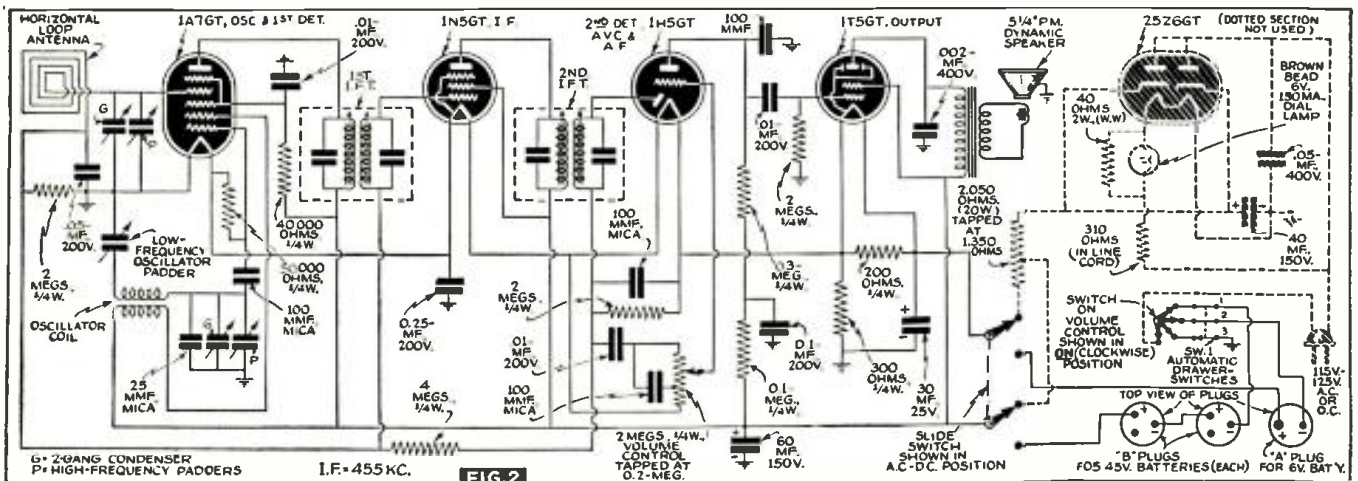 HORIZONTAL
LOOP
ANTENNA
1A7GT, OSC & 1ST DET.
.01-
MF.
200V.
1N5GT, I F.
2ND DET
AVC &
A F
1H5GT
100
MMF.
1T5GT, OUTPUT
.002-
MF.
400V.
5¼" P.M.
DYNAMIC
SPEAKER
25Z6GT
(DOTTED SECTION
NOT USED)
BROWN
BEAD
6V.
150MA.,
DIAL
LAMP
1ST
I.F.T.
2ND
I.F.T.
G
P
40
OHMS
2W.(W.W)
.01-
MF.
200V.
.05-
MF.
400V.
2
MEGS.,
¼W.
.05-
MF.
200V.
LOW-
FREQUENCY
OSCILLATOR
PADDER
40,000
OHMS
¼W.
100
MMF.,
MICA
2
MEGS.,
¼W.
2,050
OHMS,
(20W.)
TAPPED
AT
1,350
OHMS
310
OHMS
(IN LINE
CORD)
40
MF.
150V.
OHMS,
¼W.
0.3-
MEG.
¼W.
200
OHMS,
¼W.
OSCILLATOR
COIL
100
MMF.
MICA
0.25-
MF.
200V.
2
MEGS.
¼W.
SWITCH
ON
VOLUME
CONTROL
SHOWN IN
ON (CLOCKWISE)
POSITION
1
2
3
SW. 1
AUTOMATIC
DRAWER-
SWITCHES
115V.-
125V.
A.C.
OR
D.C.
G
P
25
MMF.
MICA
.01
MF.
200V.
0.1
MF.
200V.
300
OHMS,
¼W.
30
MF.
25V.
4
MEGS.
¼W.
100
MMF.,
MICA
0.1
MEG.,
¼W.
TOP VIEW OF PLUGS
2 MEGS, ¼W.,
VOLUME
CONTROL
TAPPED AT
0.2-MEG.
60
MF.
150V.
SLIDE
SWITCH
SHOWN IN
A.C.-D.C. POSITION
"B" PLUGS
FOS 45V. BATTERIES (EACH)
"A" PLUG
FOR 6V. BAT'Y.
G= 2-GANG CONDENSER
P= HIGH-FREQUENCY PADDERS
I.F.= 455 KC.
FIG. 2